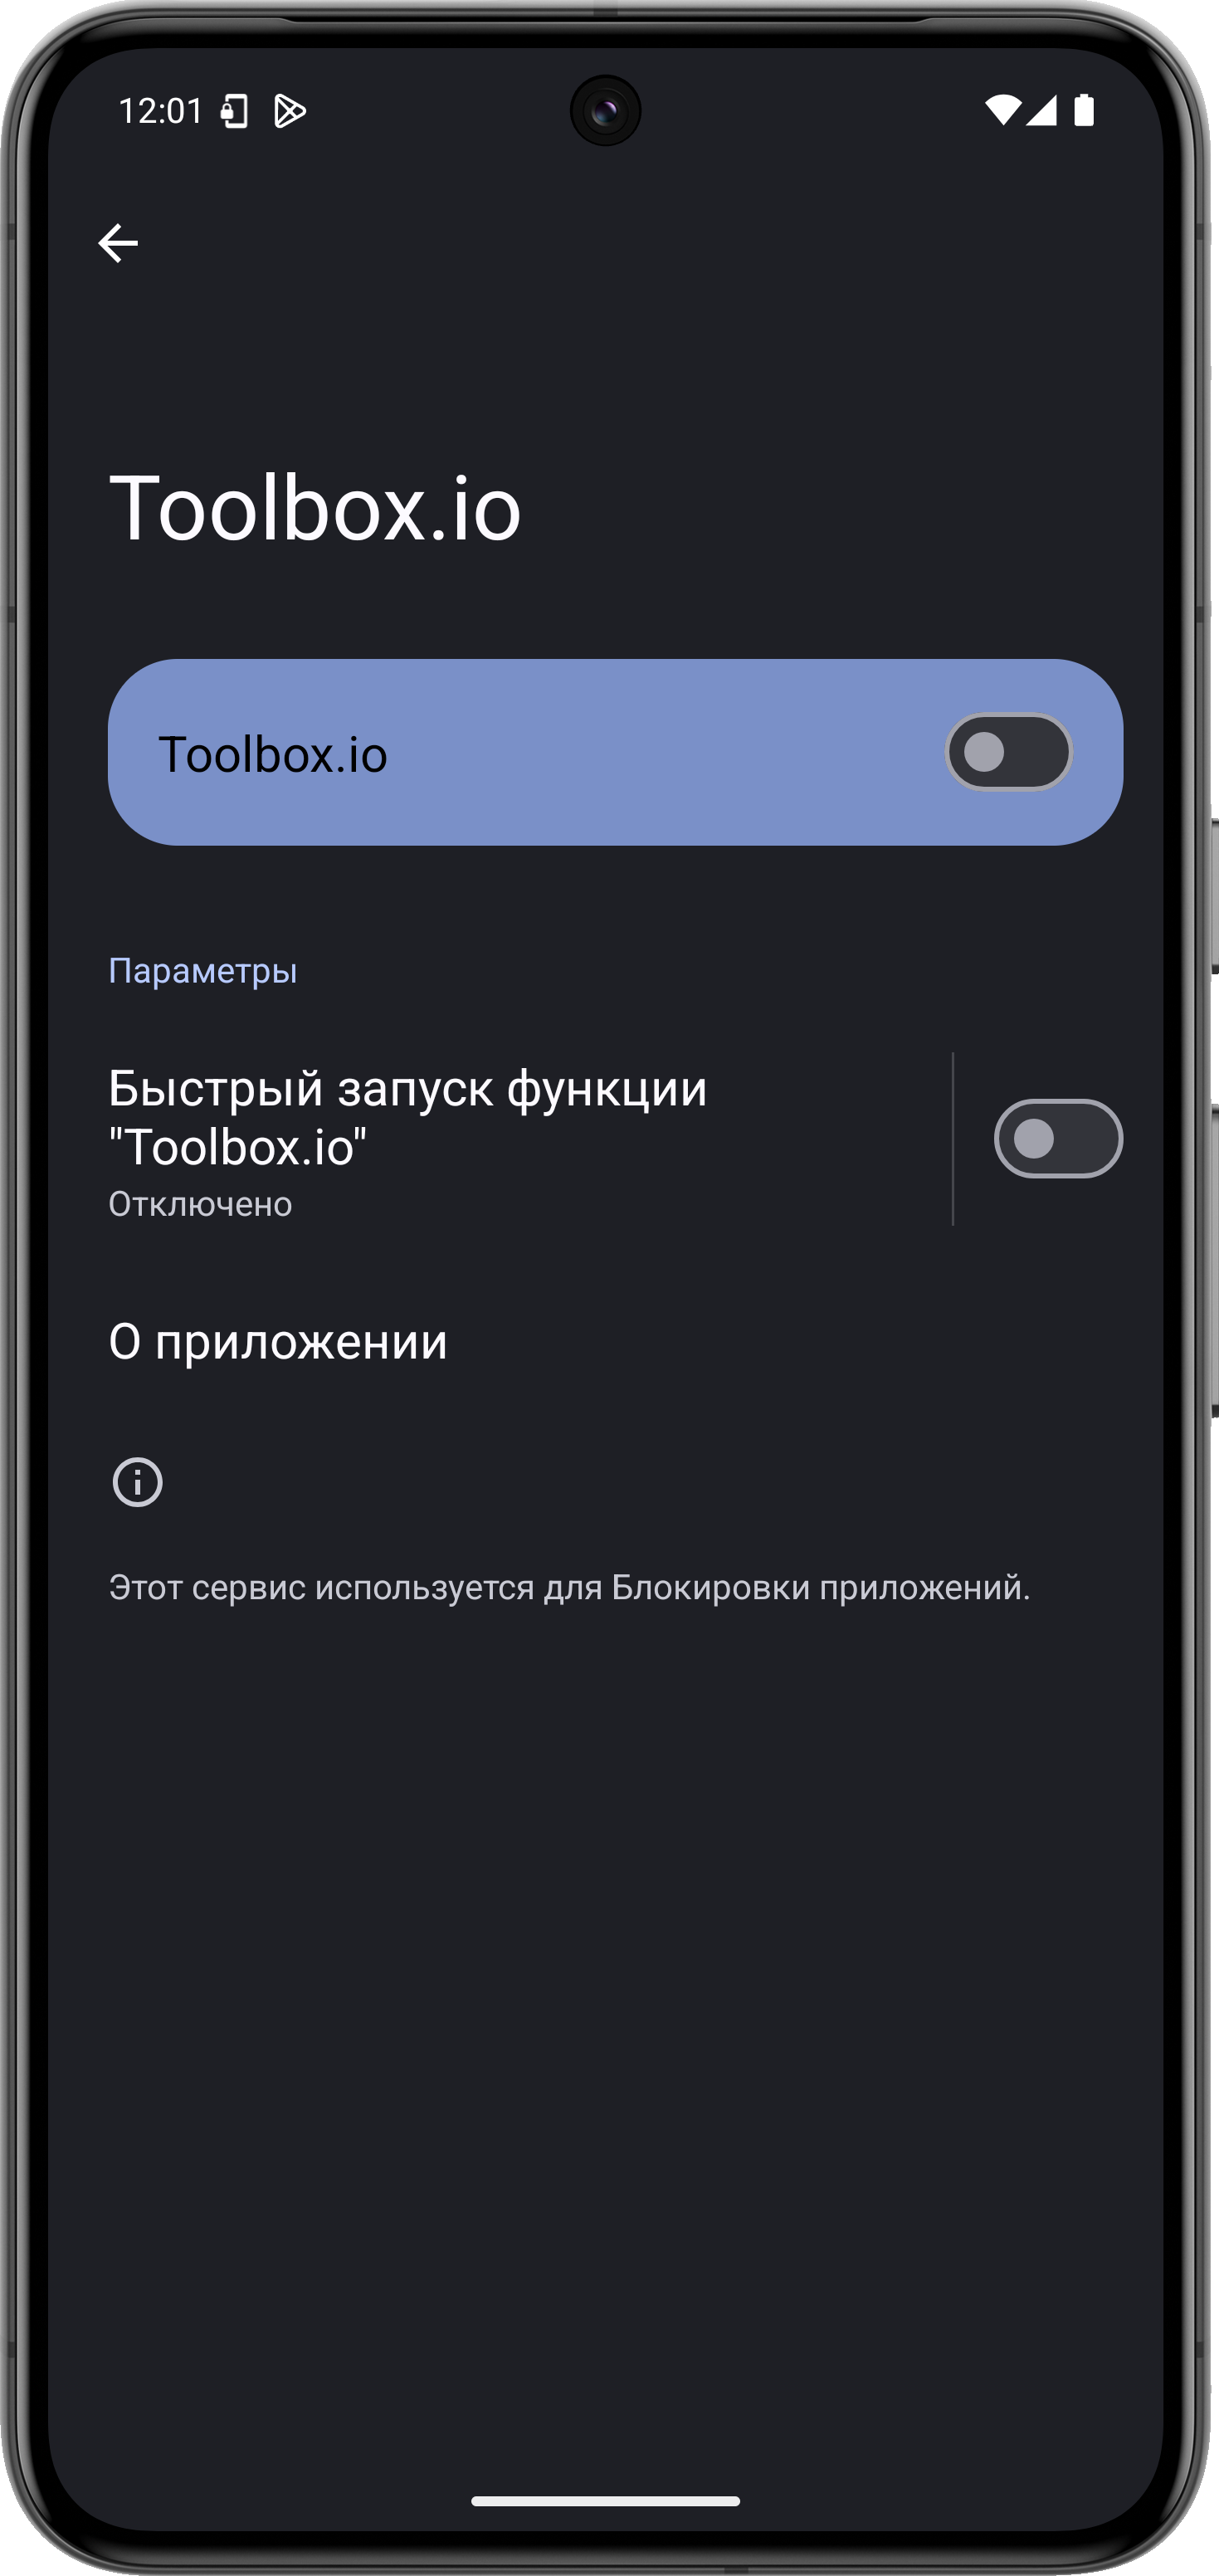 12:01
Toolbox.io
Toolbox.io
Параметры
Быстрый запуск функции
"Toolbox.io"
Отключено
О приложении
Этот сервис используется для Блокировки приложений.